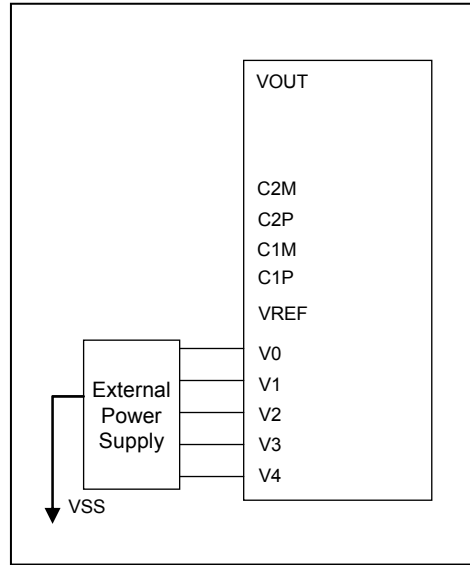 VOUT
C2M
C2P
C1M
C1P
VREF
V0
V1
V2
V3
V4
External
Power
Supply
VSS